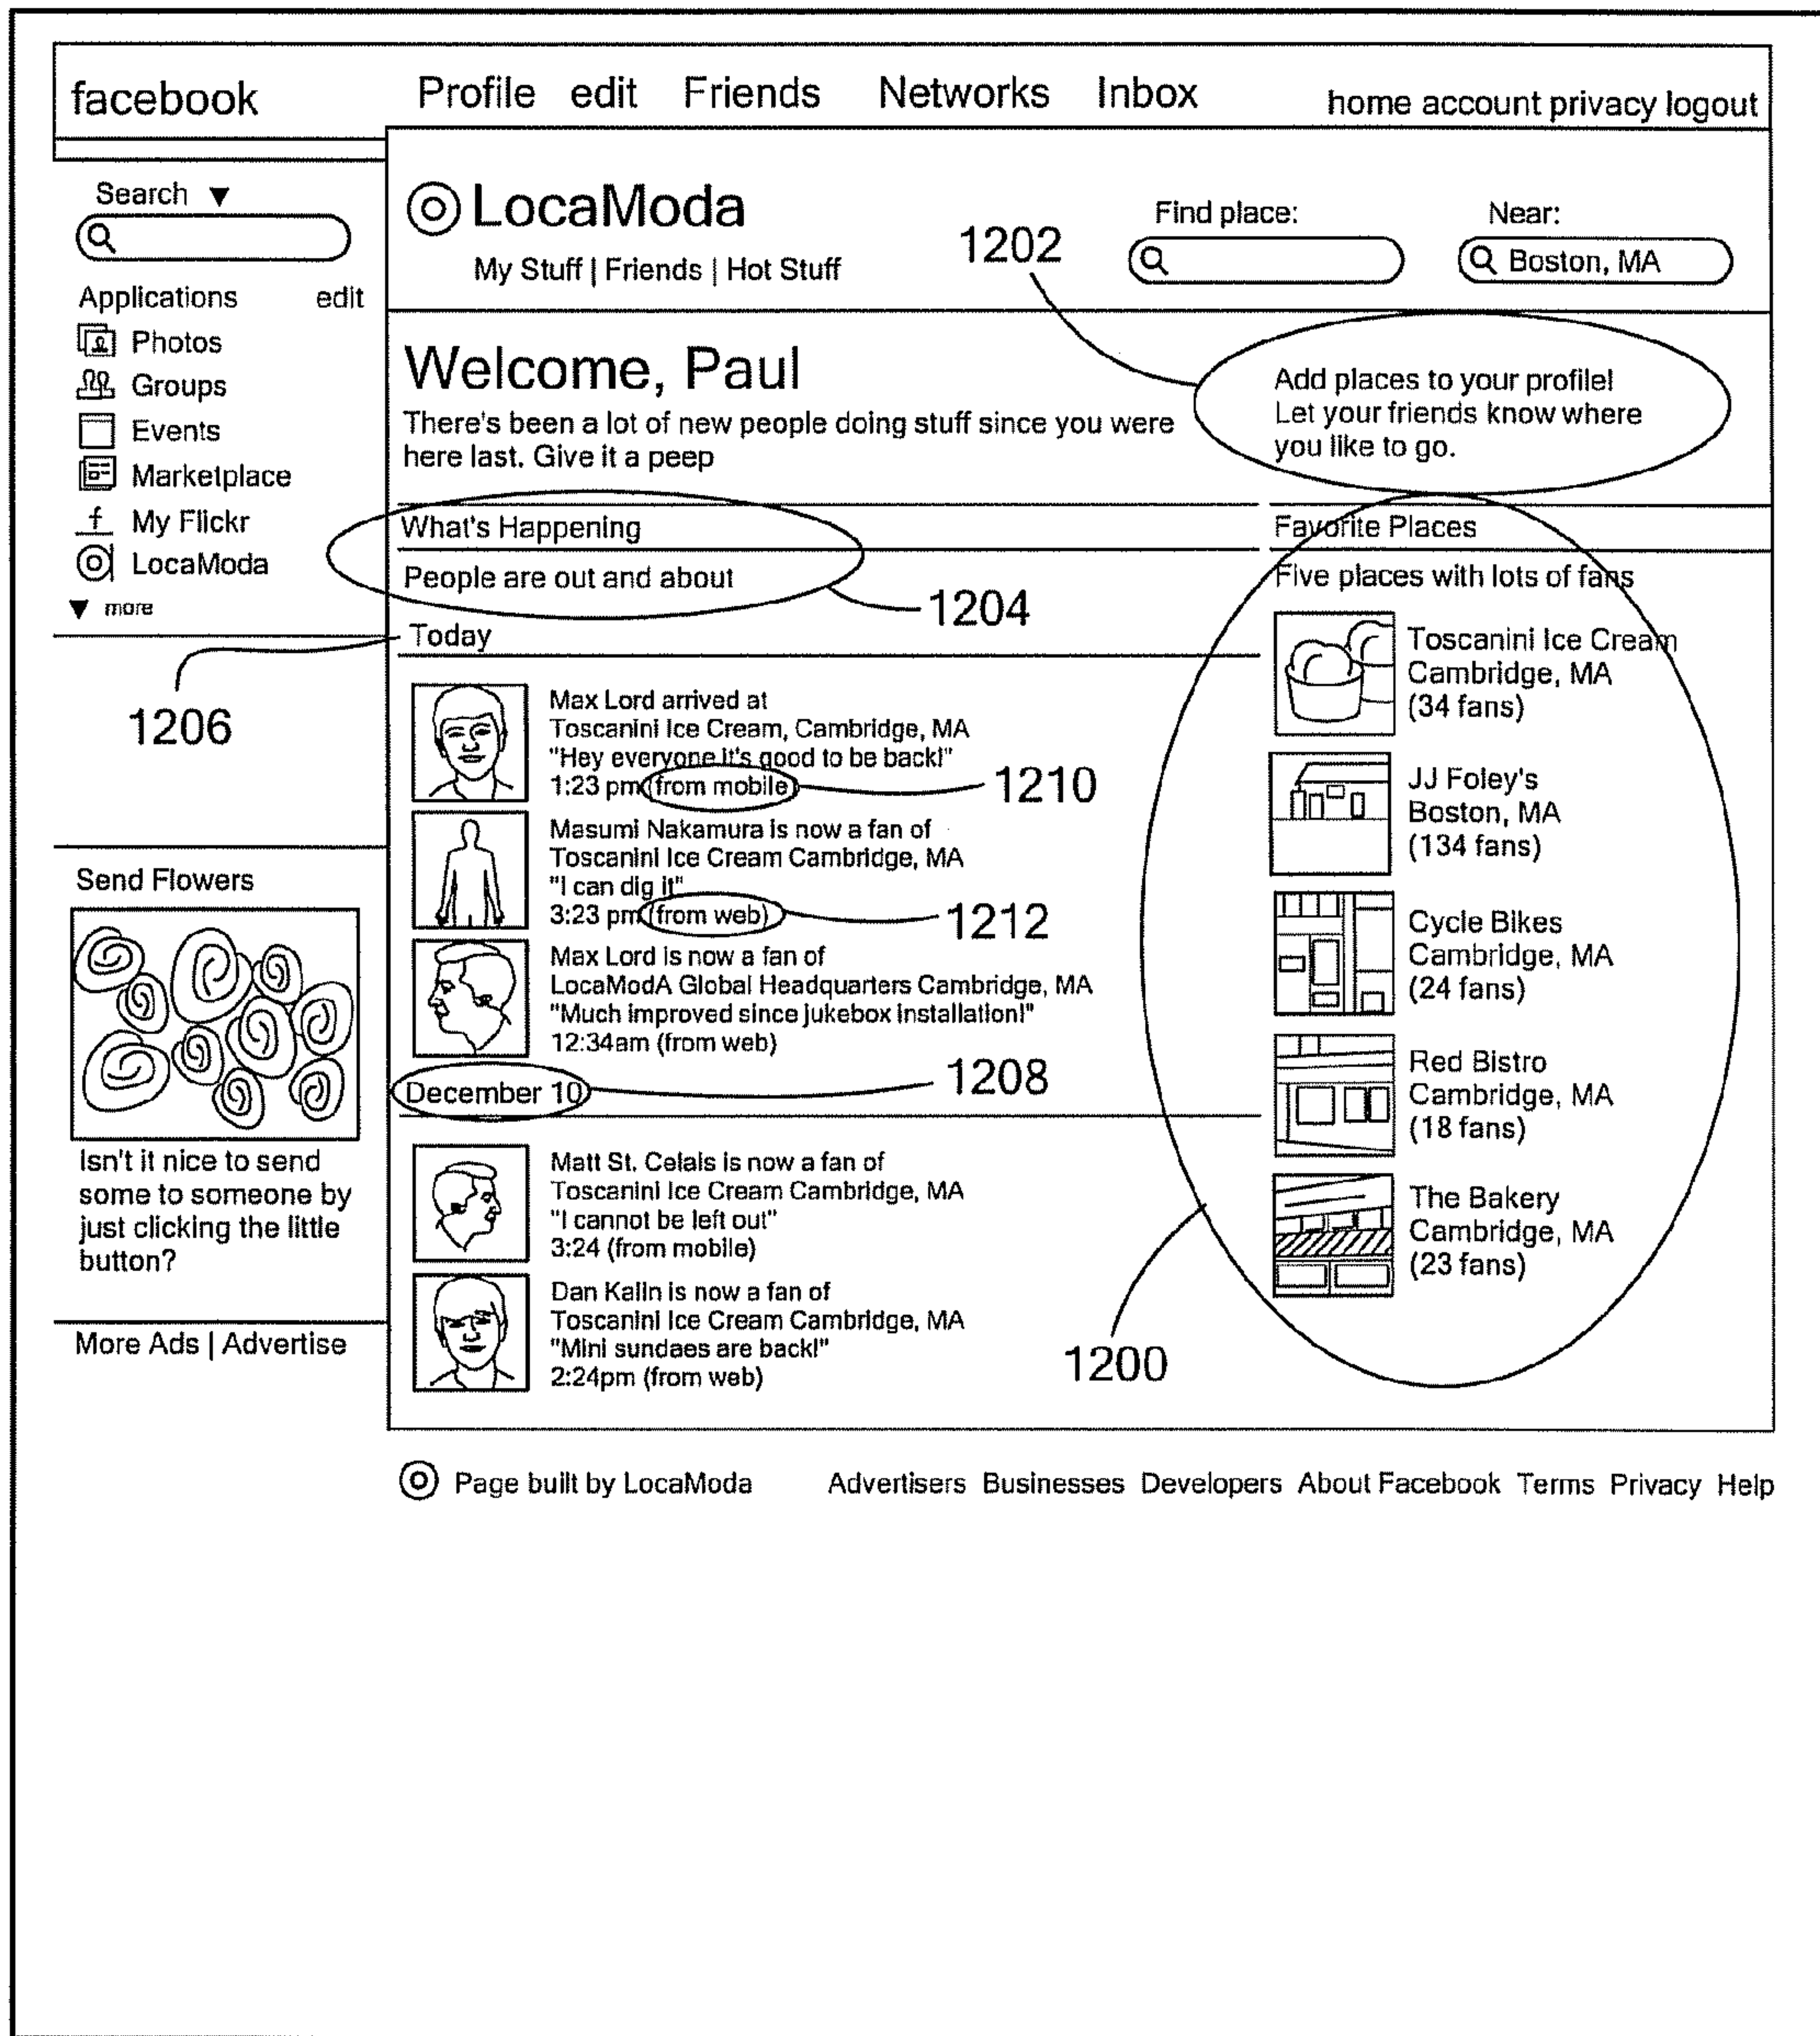 facebook
Profile edit Friends Networks Inbox
home account privacy logout
Search ▼
Applications edit
Photos
Groups
Events
Marketplace
f My Flickr
LocaModa
▼ more
1206
Send Flowers
Isn't it nice to send
some to someone by
just clicking the little
button?
More Ads | Advertise
LocaModa
My Stuff | Friends | Hot Stuff
1202
Find place:
Near:
Boston, MA
Welcome, Paul
There's been a lot of new people doing stuff since you were
here last. Give it a peep
Add places to your profile!
Let your friends know where
you like to go.
What's Happening
People are out and about
1204
Today
Max Lord arrived at
Toscanini Ice Cream, Cambridge, MA
"Hey everyone it's good to be back!"
1:23 pm (from mobile)
1210
Masumi Nakamura is now a fan of
Toscanini Ice Cream Cambridge, MA
"I can dig it"
3:23 pm (from web)
1212
Max Lord is now a fan of
LocaModA Global Headquarters Cambridge, MA
"Much improved since jukebox installation!"
12:34am (from web)
December 10
1208
Matt St. Celais is now a fan of
Toscanini Ice Cream Cambridge, MA
"I cannot be left out"
3:24 (from mobile)
Dan Kalin is now a fan of
Toscanini Ice Cream Cambridge, MA
"Mini sundaes are back!"
2:24pm (from web)
Favorite Places
Five places with lots of fans
Toscanini Ice Cream
Cambridge, MA
(34 fans)
JJ Foley's
Boston, MA
(134 fans)
Cycle Bikes
Cambridge, MA
(24 fans)
Red Bistro
Cambridge, MA
(18 fans)
The Bakery
Cambridge, MA
(23 fans)
1200
Page built by LocaModa
Advertisers Businesses Developers About Facebook Terms Privacy Help